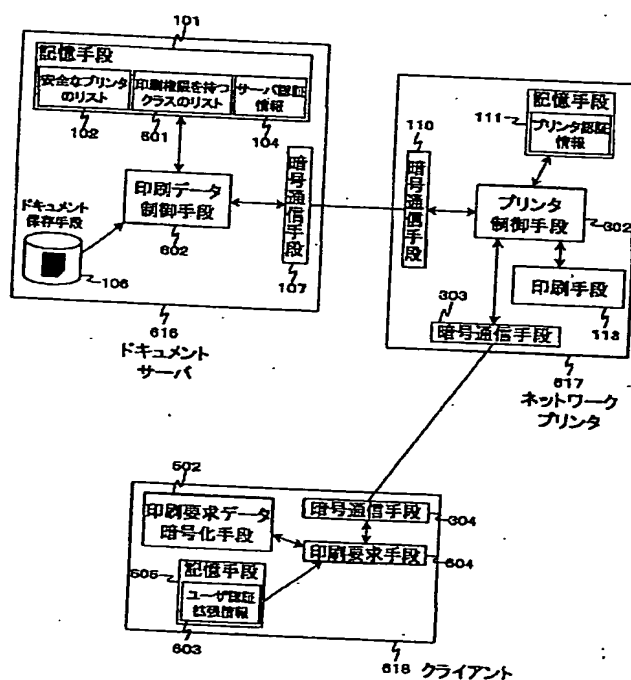 101
記憶手段
安全なプリンタ
のリスト
印刷権限を持つ
クラスのリスト
サーバ認証
情報
102
601
104
印刷データ
制御手段
602
ドキュメント
保存手段
106
暗号通信手段
107
616
ドキュメント
サーバ
110
暗号通信手段
記憶手段
111
プリンタ認証
情報
プリンタ
制御手段
302
印刷手段
113
303
暗号通信手段
617
ネットワーク
プリンタ
502
印刷要求データ
暗号化手段
暗号通信手段
304
印刷要求手段
604
505
記憶手段
ユーザ認証
拡張情報
603
618
クライアント